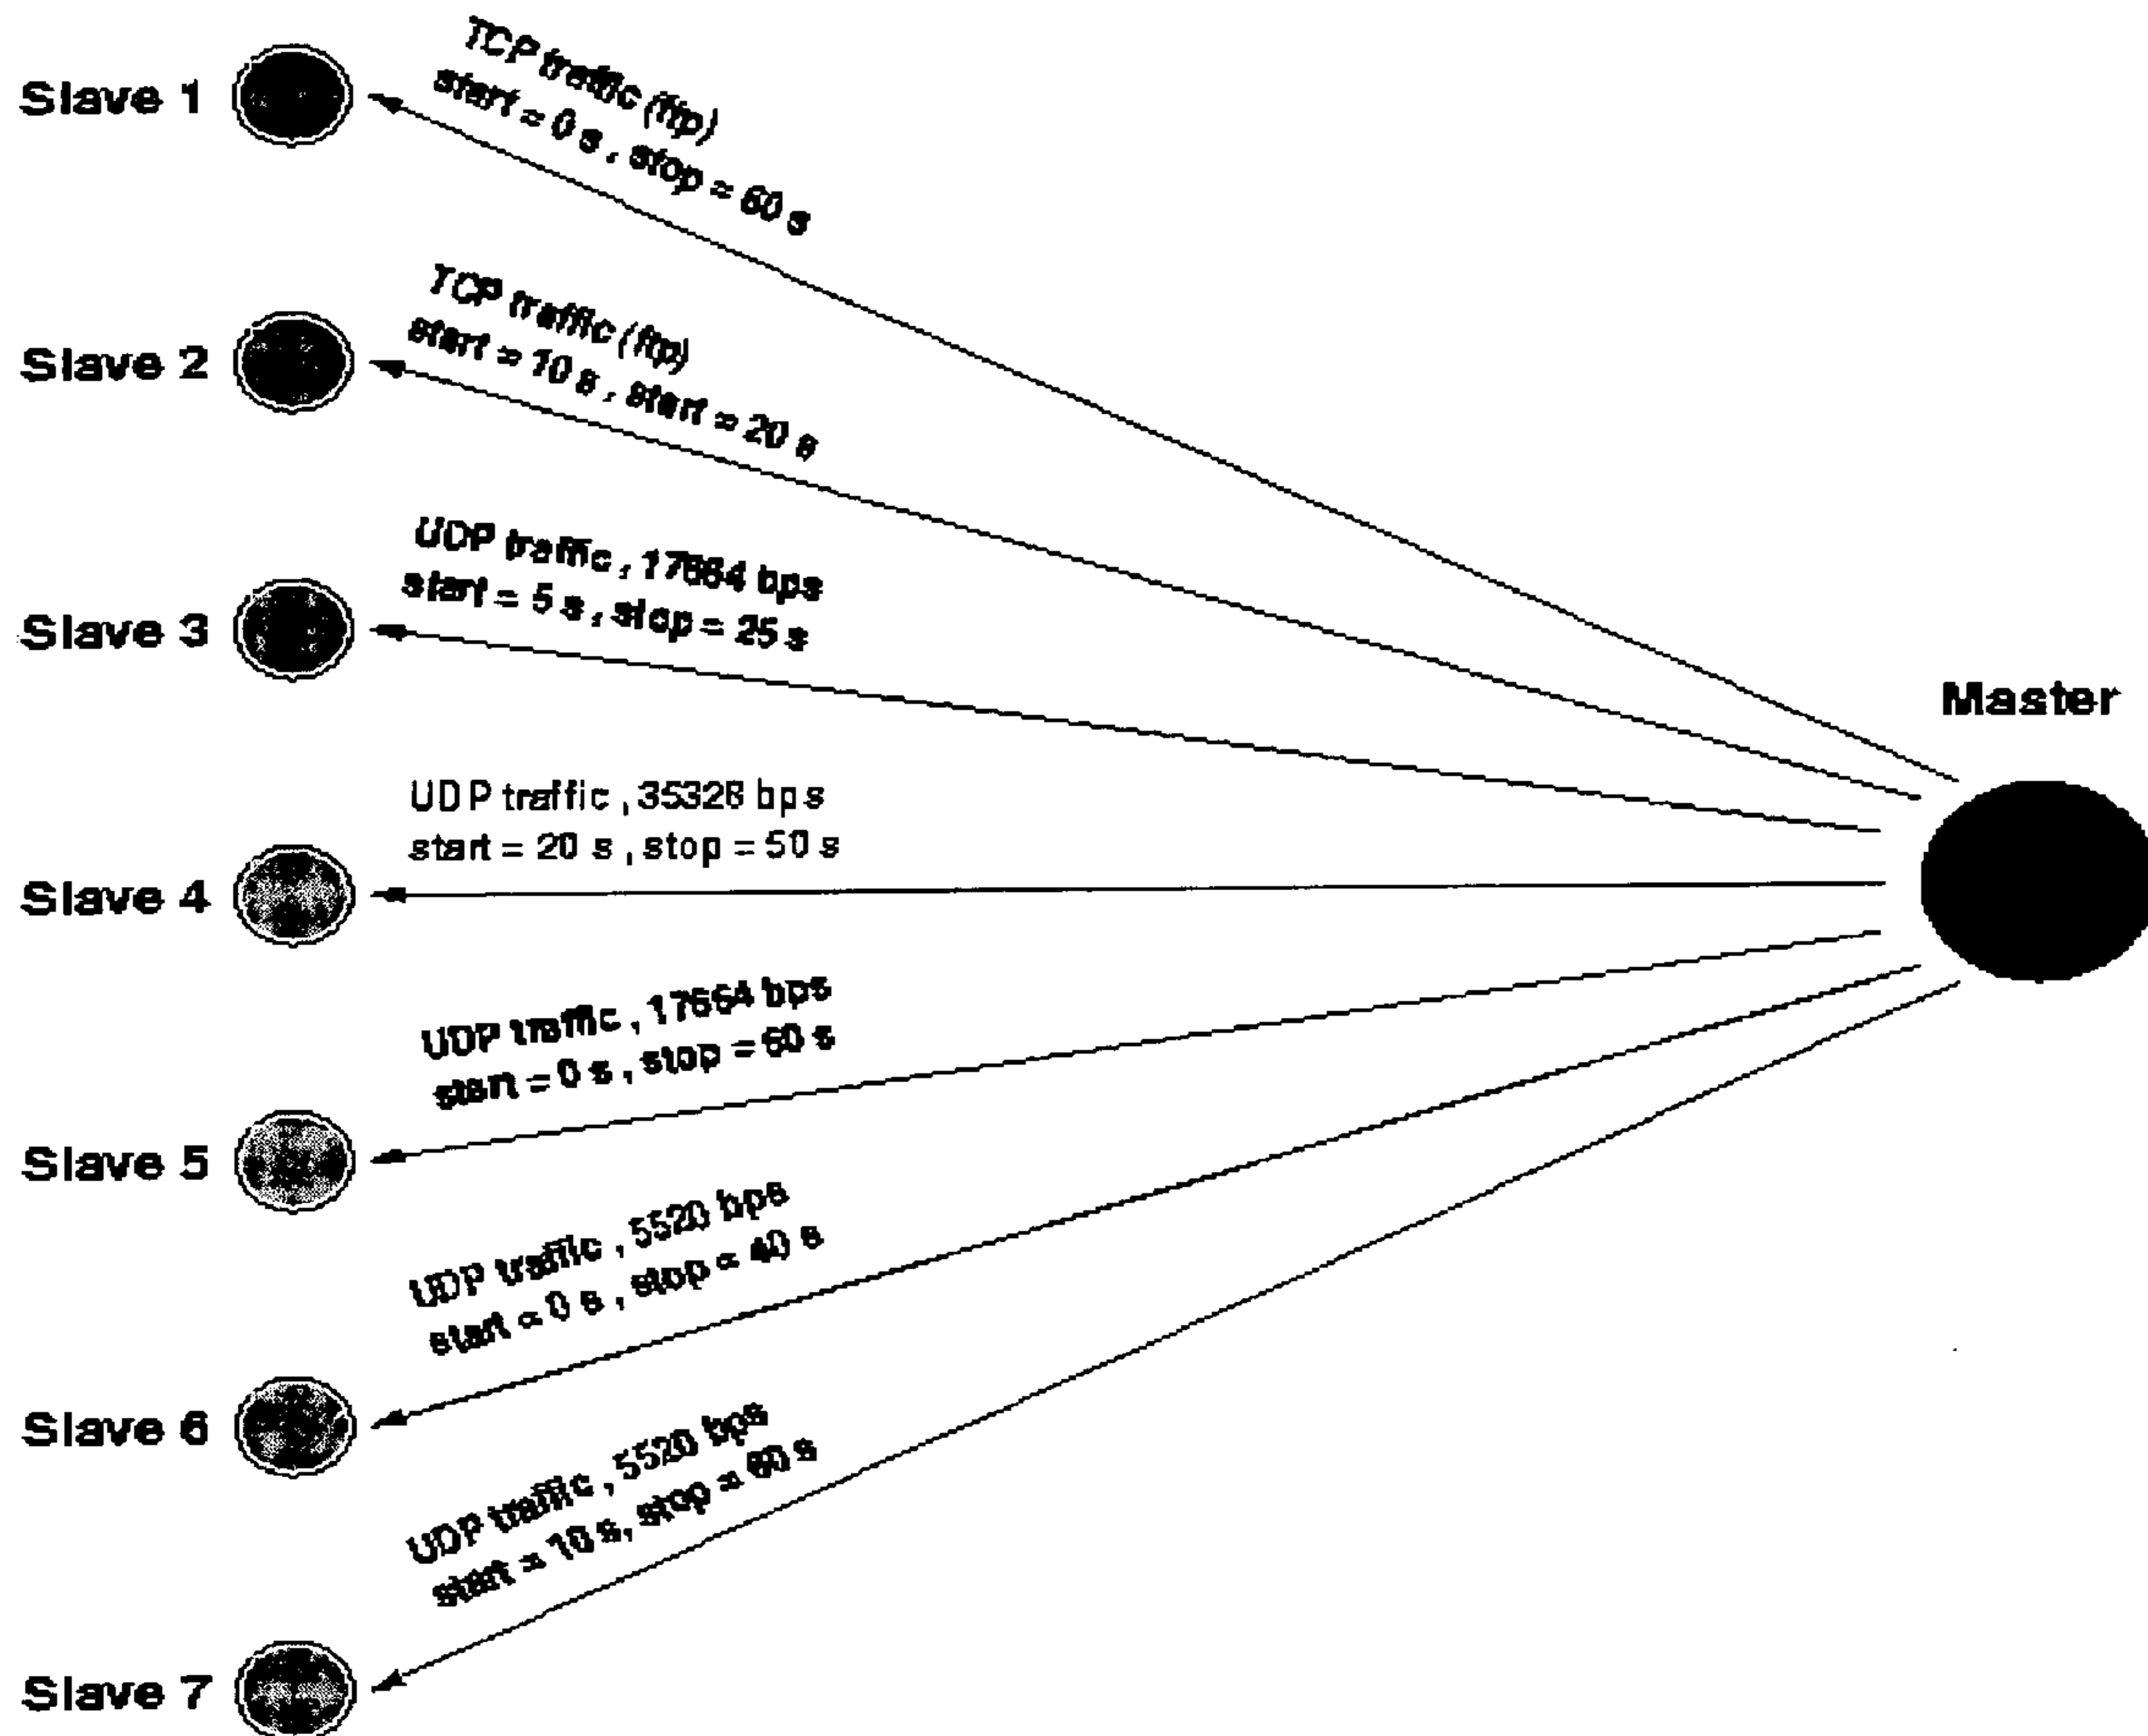 TCP traffic (ftp)
start = 0 s, stop = 60 s
Slave 1
TCP traffic (ftp)
start = 10 s, start = 20 s
Slave 2
UDP traffic, 17664 bps
start = 5 s, stop = 25 s
Slave 3
Master
UDP traffic, 35328 bps
start = 20 s, stop = 50 s
Slave 4
UDP traffic, 17664 bps
start = 0 s, stop = 60 s
Slave 5
UDP traffic, 5520 bps
start = 0 s, stop = 40 s
Slave 6
UDP traffic, 5520 bps
start = 10 s, stop = 60 s
Slave 7